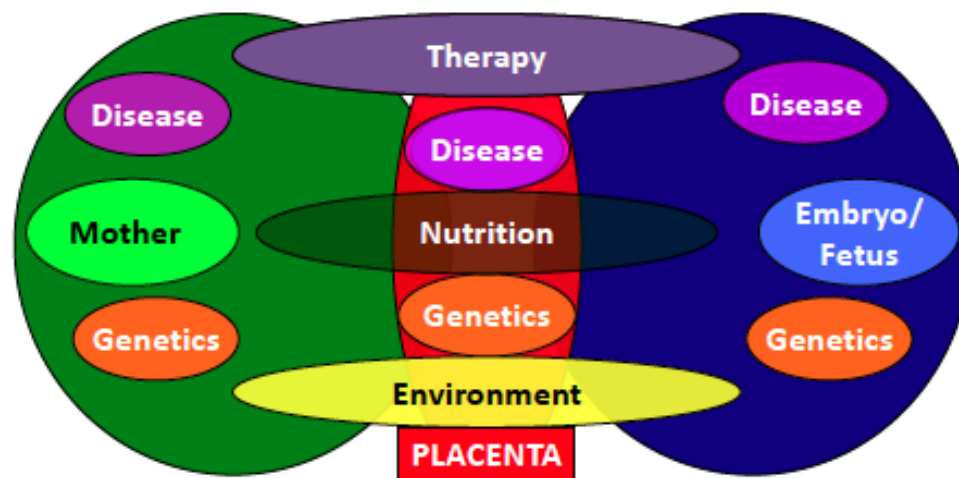 Therapy
Disease
Disease
Disease
Mother
Nutrition
Embryo/
Fetus
Genetics
Genetics
Genetics
Environment
PLACENTA